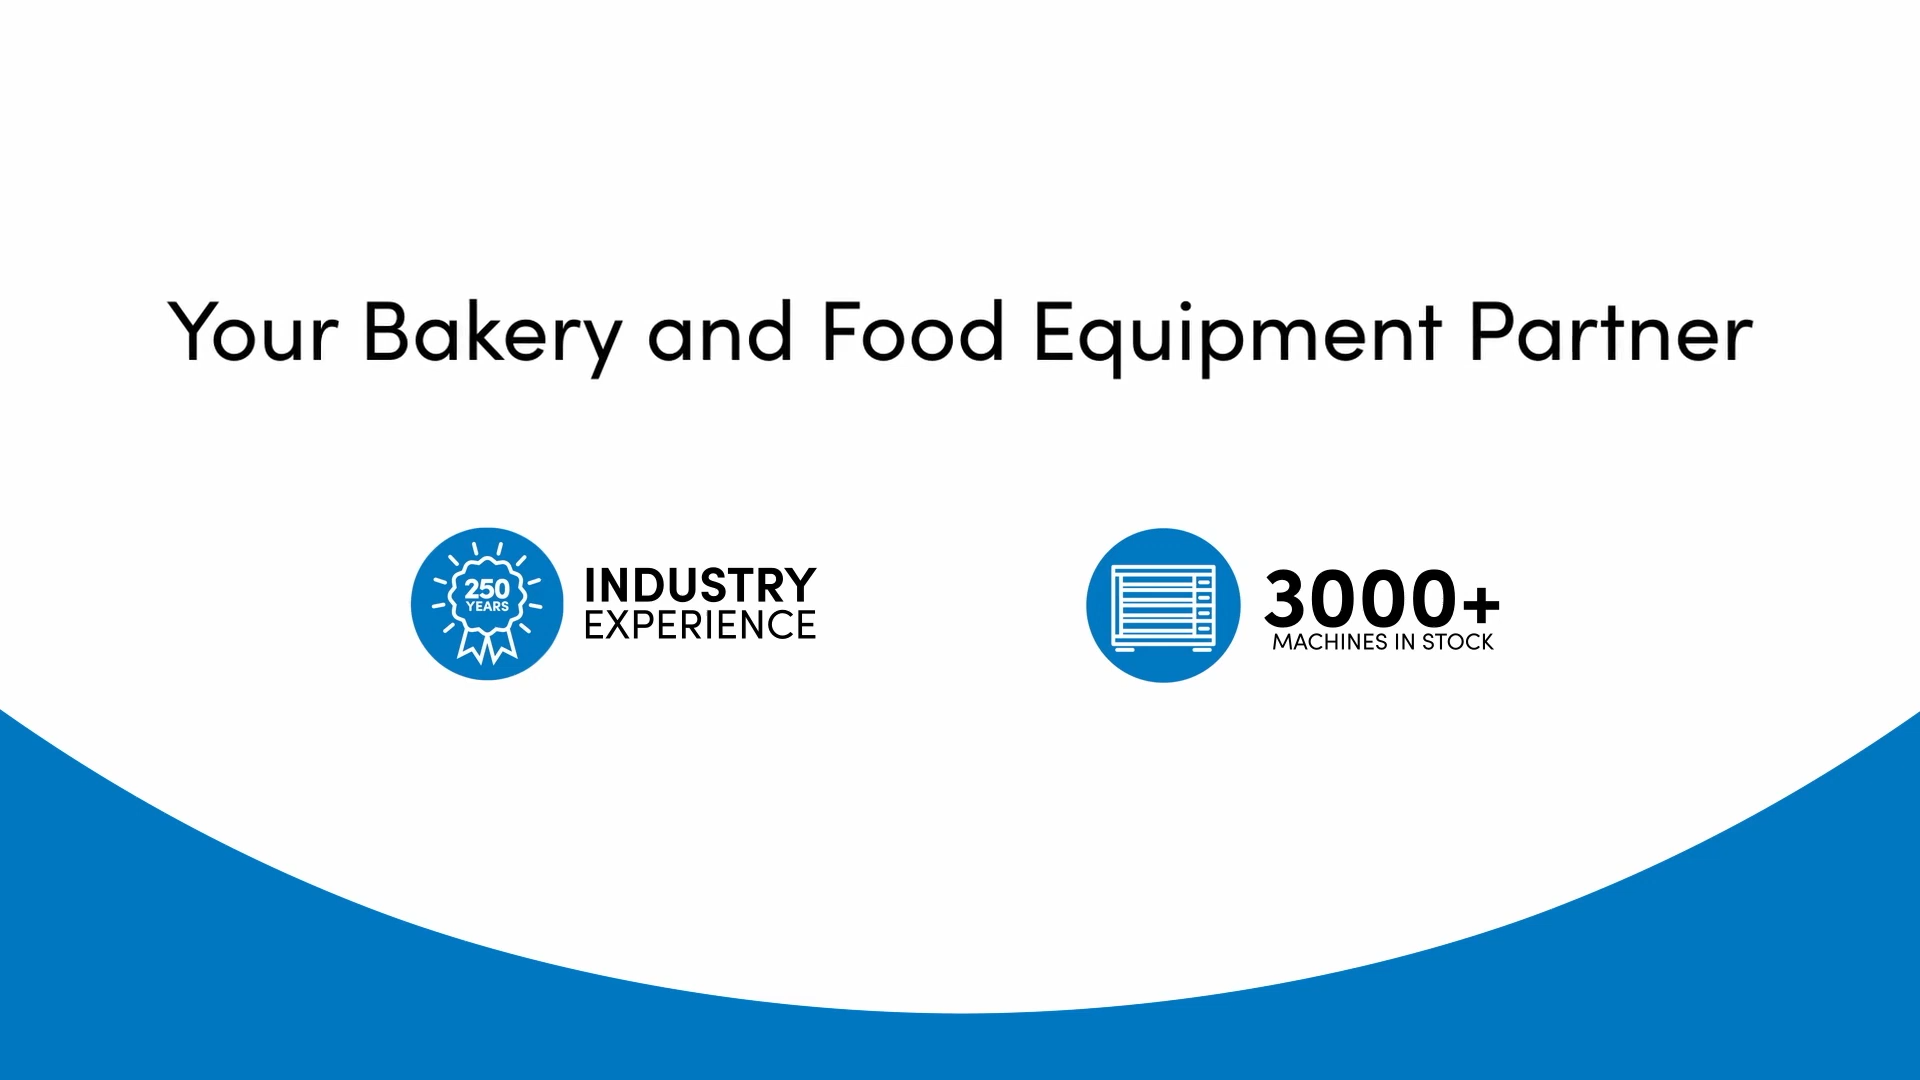 Your Bakery and Food Equipment Partner
250
YEARS
INDUSTRY
EXPERIENCE
3000+
MACHINES IN STOCK